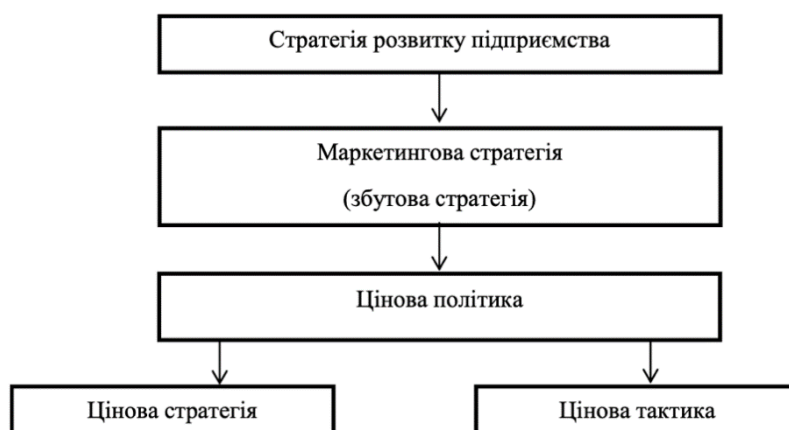 Стратегія розвитку підприємства
Маркетингова стратегія
(збутова стратегія)
Цінова політика
Цінова стратегія
Цінова тактика